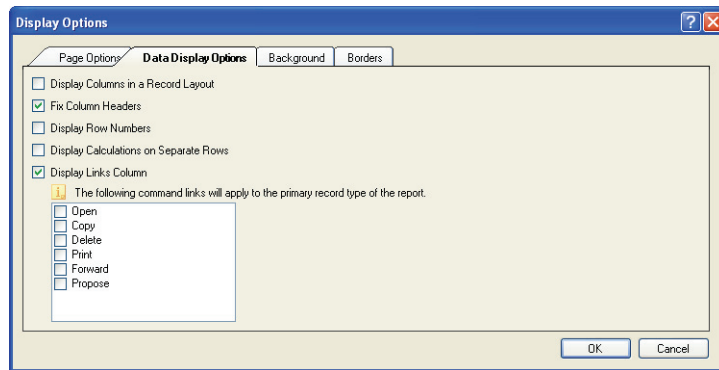 Display Options
Page Options Data Display Options Background Borders
Display Columns in a Record Layout
Fix Column Headers
Display Row Numbers
Display Calculations on Separate Rows
Display Links Column
The following command links will apply to the primary record type of the report.
Open
Copy
Delete
Print
Forward
Propose
OK Cancel